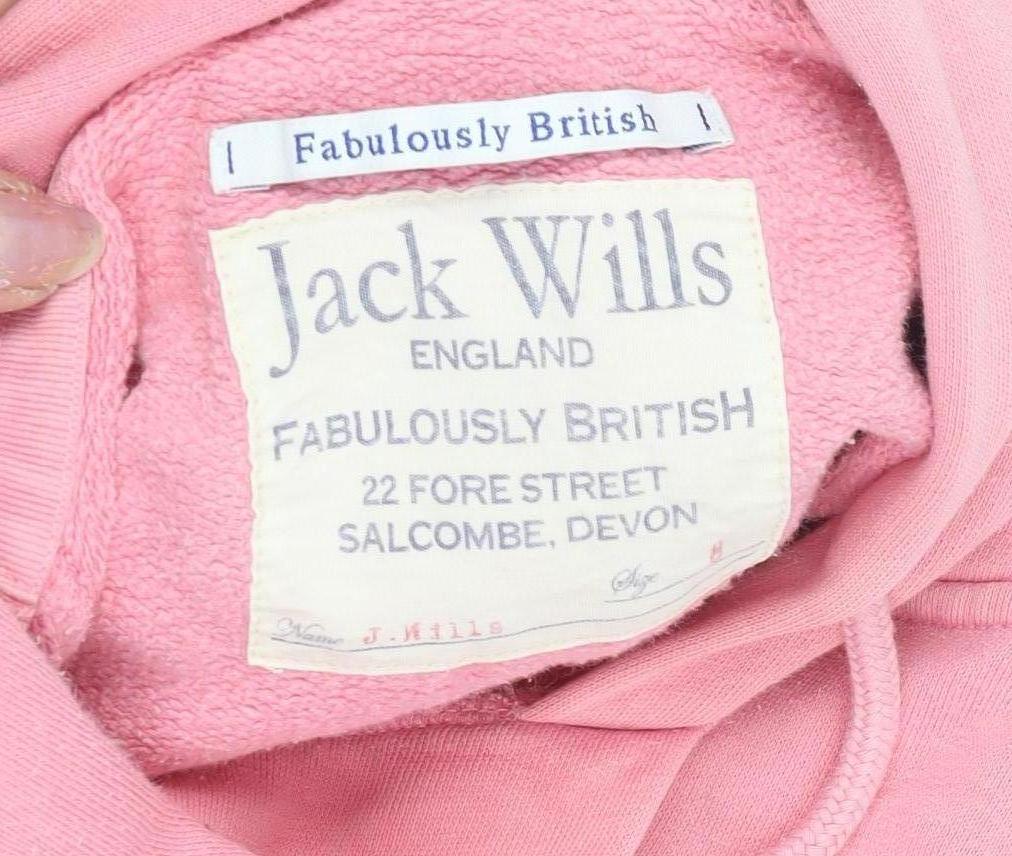 | Fabulously British |
Jack Wills
ENGLAND
FABULOUSLY BRITISH
22 FORE STREET
SALCOMBE, DEVON
Size M
Name J.Wills